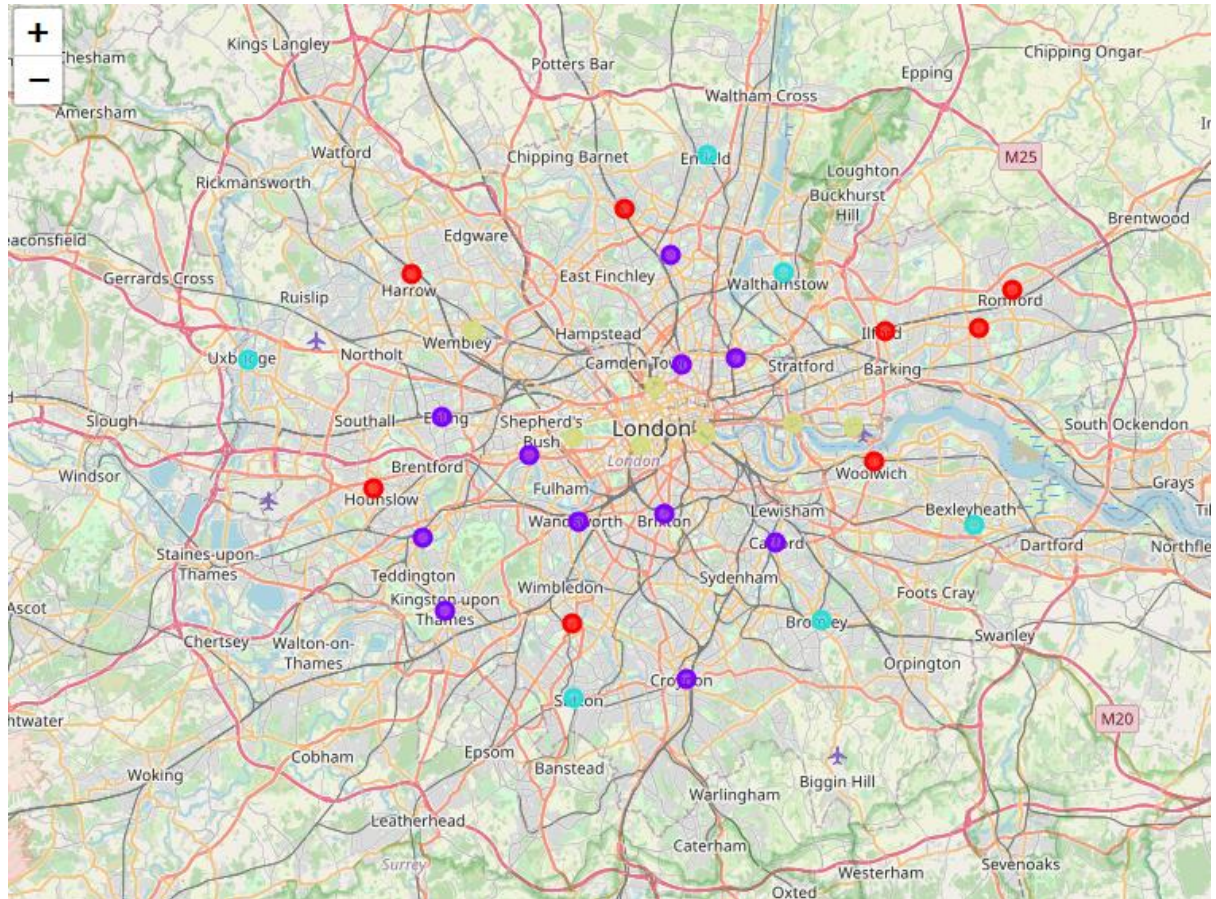 +
−
Kings Langley
Chesham
Potters Bar
Chipping Ongar
Epping
Amersham
Waltham Cross
Watford
Chipping Barnet
Enfield
M25
Loughton
Rickmansworth
Buckhurst
Hill
Brentwood
Edgware
eaconsfield
East Finchley
Gerrards Cross
Walthamstow
Ruislip
Harrow
Romford
Hampstead
Ilford
Wembley
Northolt
Uxbridge
Camden Town
Stratford
Barking
Slough
Southall
Ealing
Shepherd's
Bush
London
South Ockendon
London
Brentford
Windsor
Woolwich
Grays
Fulham
Hounslow
Wandsworth
Brixton
Lewisham
Bexleyheath
Catford
Dartford
Northfle
Staines-upon-
Thames
Teddington
Sydenham
Wimbledon
Foots Cray
Kingston upon
Thames
Ascot
Bromley
Chertsey
Walton-on-
Thames
Swanley
Orpington
Croydon
Sutton
htwater
M20
Epsom
Cobham
Banstead
Woking
Biggin Hill
Warlingham
Leatherhead
Caterham
Surrey
Sevenoaks
Westerham
Oxted